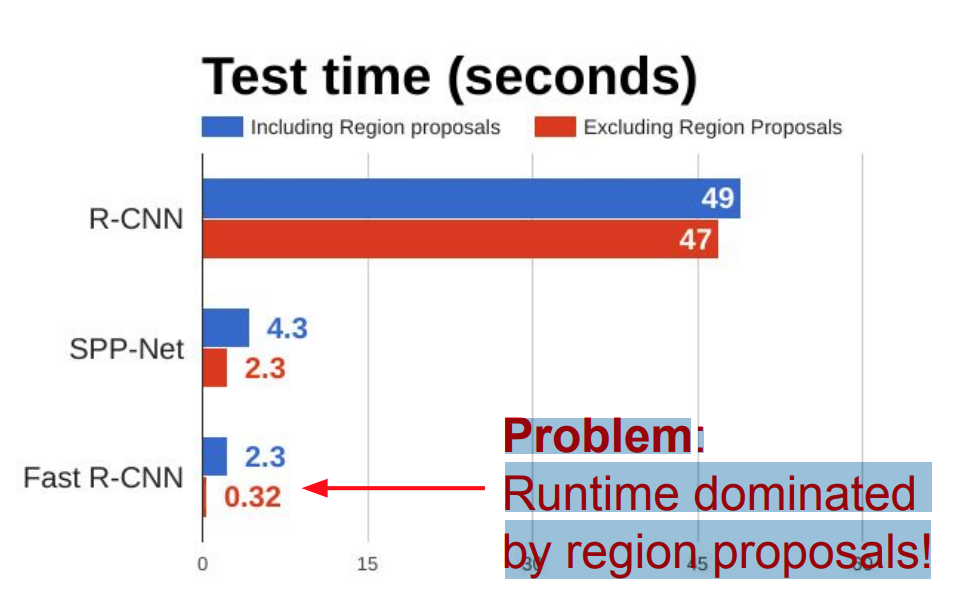 Test time (seconds)
Including Region proposals Excluding Region Proposals
R-CNN
49
47
SPP-Net
4.3
2.3
Fast R-CNN
2.3
0.32
Problem:
Runtime dominated
by region proposals!
0 15 30 45 60